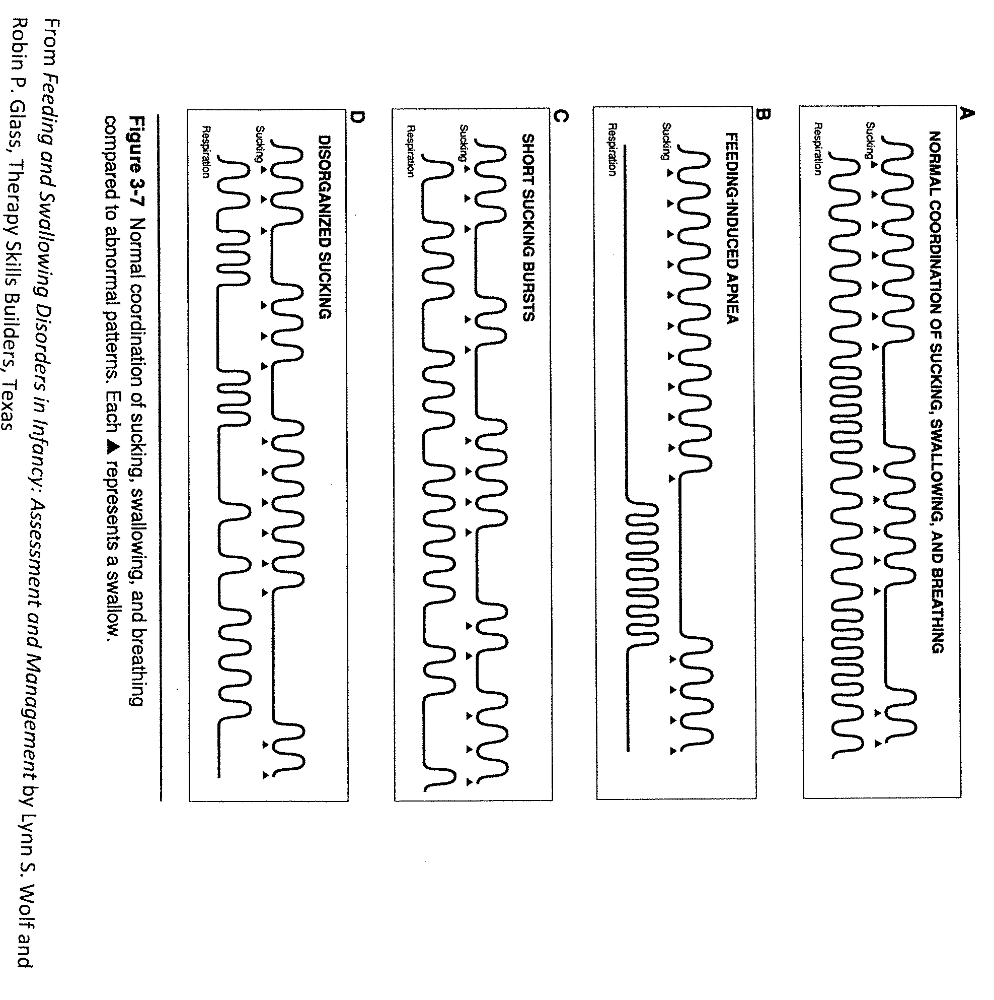 A
NORMAL COORDINATION OF SUCKING, SWALLOWING, AND BREATHING
Sucking
Respiration
B
FEEDING-INDUCED APNEA
Sucking
Respiration
C
SHORT SUCKING BURSTS
Sucking
Respiration
D
DISORGANIZED SUCKING
Sucking
Respiration
Figure 3-7 Normal coordination of sucking, swallowing, and breathing
compared to abnormal patterns. Each ▲ represents a swallow.
From Feeding and Swallowing Disorders in Infancy: Assessment and Management by Lynn S. Wolf and
Robin P. Glass, Therapy Skills Builders, Texas